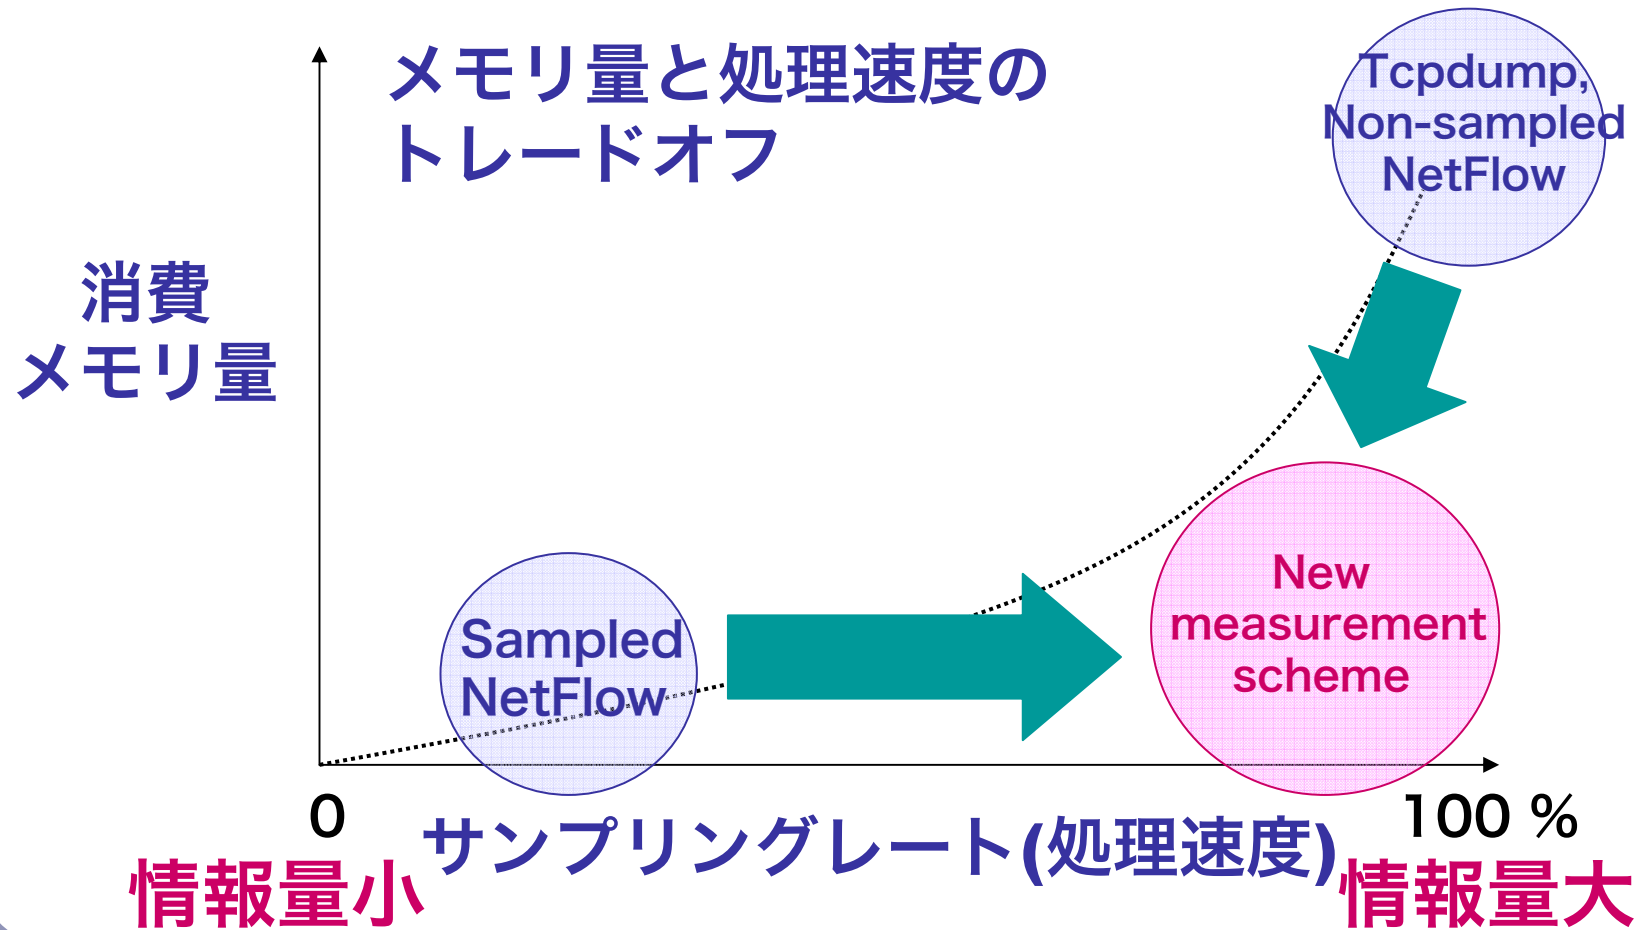 メモリ量と処理速度の
トレードオフ
Tcpdump,
Non-sampled
NetFlow
消費
メモリ量
New
measurement
scheme
Sampled
NetFlow
0
100 %
サンプリングレート(処理速度)
情報量小
情報量大